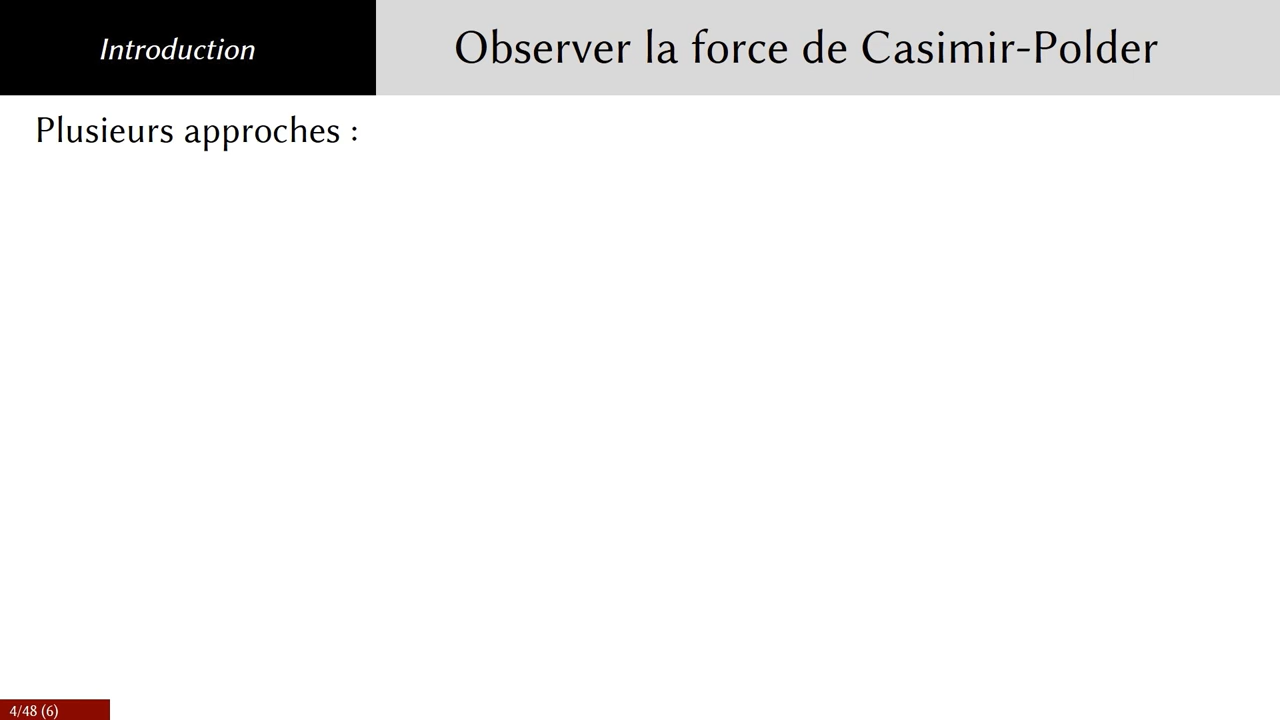 Introduction
Observer la force de Casimir-Polder
Plusieurs approches :
4/48 (6)